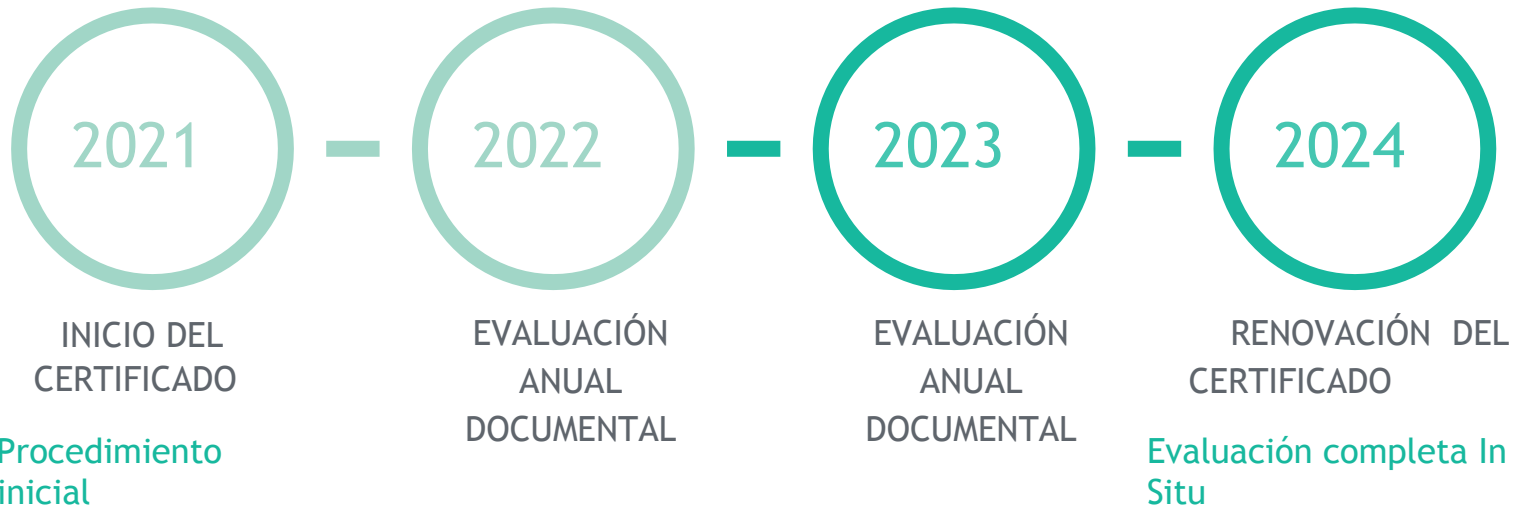 2021
2022
2023
2024
INICIO DEL
CERTIFICADO
Procedimiento
inicial
EVALUACIÓN
ANUAL
DOCUMENTAL
EVALUACIÓN
ANUAL
DOCUMENTAL
RENOVACIÓN DEL
CERTIFICADO
Evaluación completa In
Situ